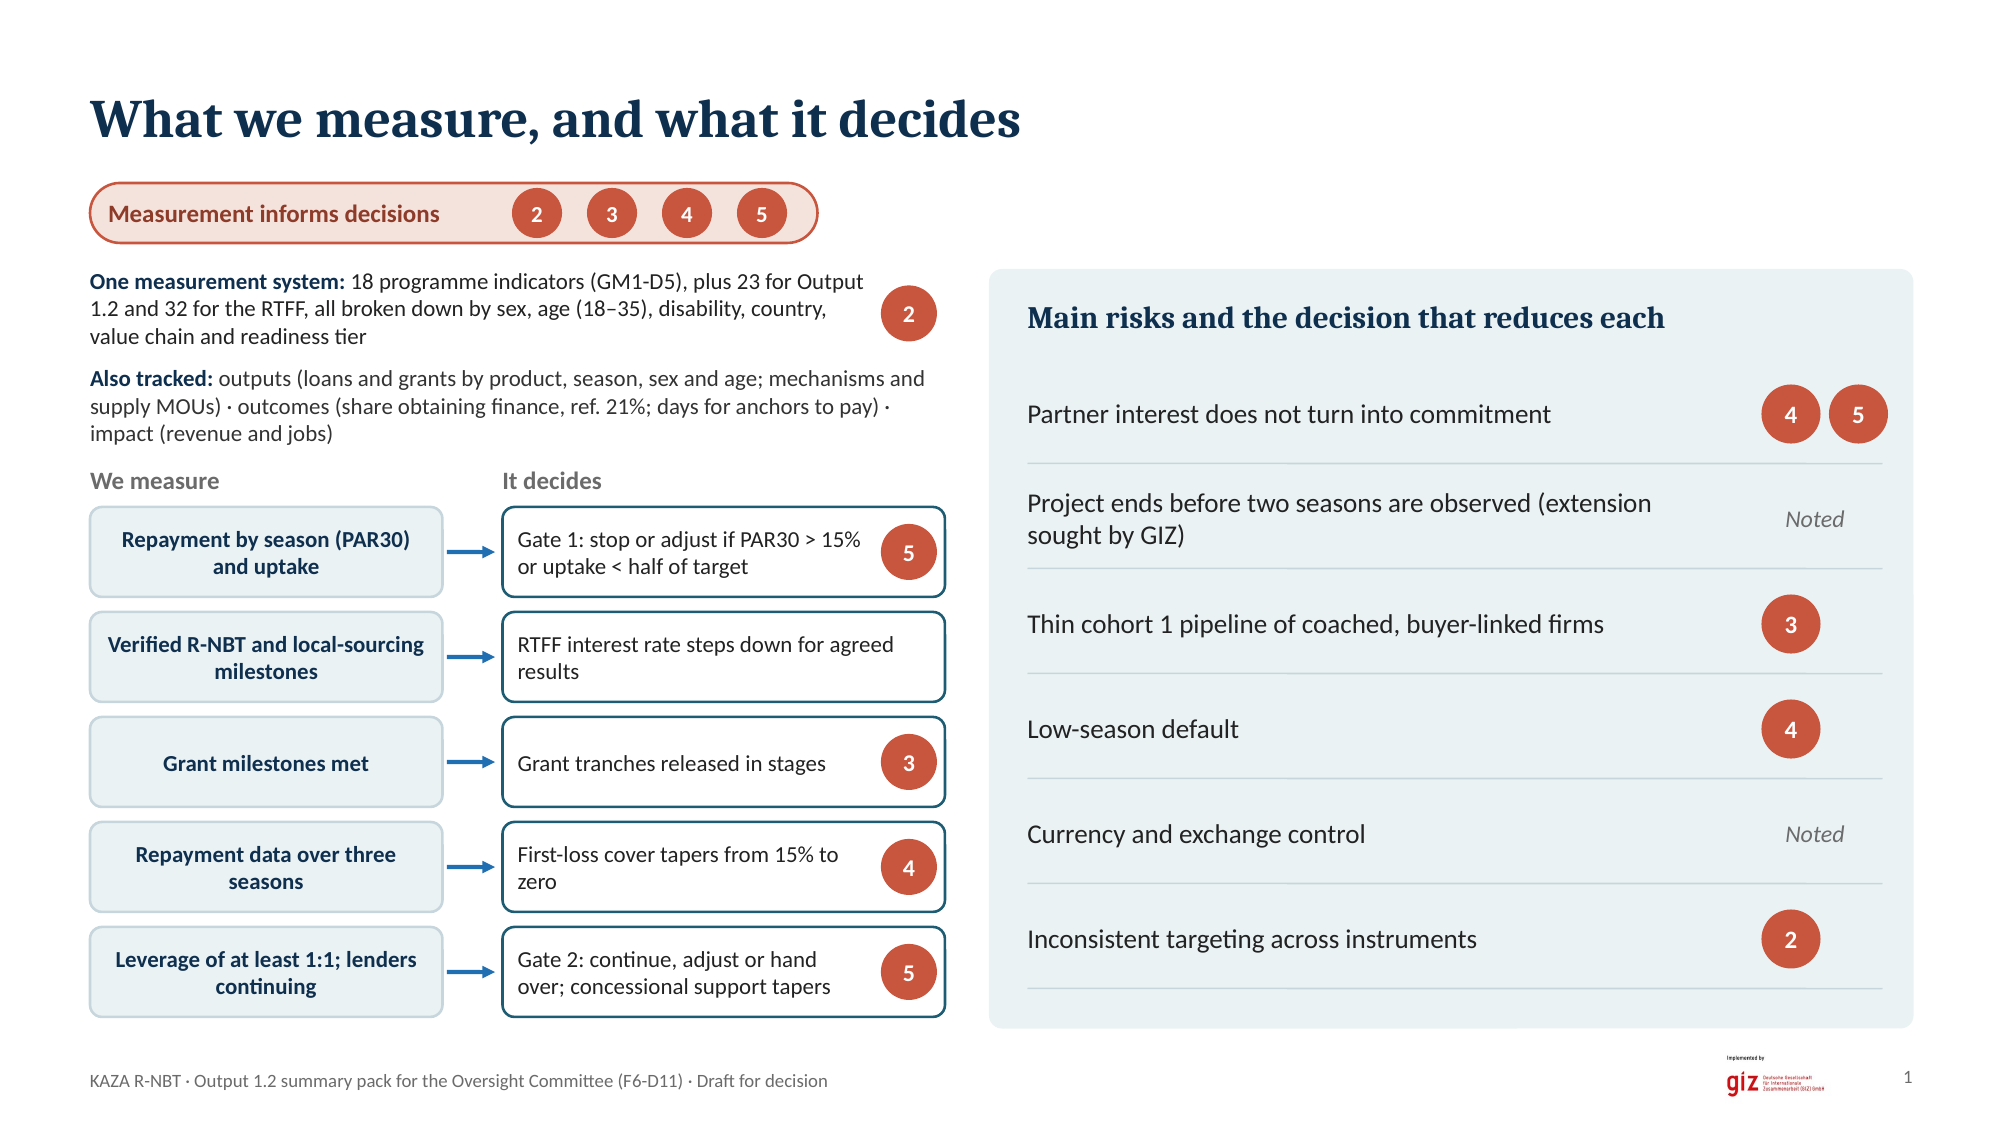 What we measure, and what it decides
Measurement informs decisions 2 3 4 5
One measurement system: 18 programme indicators (GM1-D5), plus 23 for Output
1.2 and 32 for the RTFF, all broken down by sex, age (18–35), disability, country,
value chain and readiness tier
2
Also tracked: outputs (loans and grants by product, season, sex and age; mechanisms and
supply MOUs) · outcomes (share obtaining finance, ref. 21%; days for anchors to pay) ·
impact (revenue and jobs)
We measure
It decides
Repayment by season (PAR30)
and uptake
Gate 1: stop or adjust if PAR30 > 15%
or uptake < half of target
5
Verified R-NBT and local-sourcing
milestones
RTFF interest rate steps down for agreed
results
Grant milestones met
Grant tranches released in stages
3
Repayment data over three
seasons
First-loss cover tapers from 15% to
zero
4
Leverage of at least 1:1; lenders
continuing
Gate 2: continue, adjust or hand
over; concessional support tapers
5
Main risks and the decision that reduces each
Partner interest does not turn into commitment
4 5
Project ends before two seasons are observed (extension
sought by GIZ)
Noted
Thin cohort 1 pipeline of coached, buyer-linked firms
3
Low-season default
4
Currency and exchange control
Noted
Inconsistent targeting across instruments
2
KAZA R-NBT · Output 1.2 summary pack for the Oversight Committee (F6-D11) · Draft for decision
Implemented by
giz
Deutsche Gesellschaft
für Internationale
Zusammenarbeit (GIZ) GmbH
1